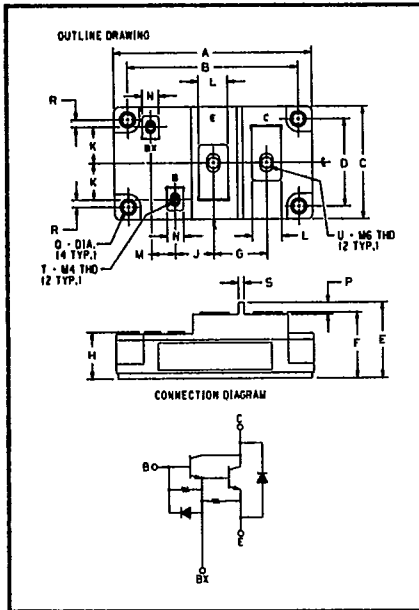 OUTLINE DRAWING
A
B
N
L
R
E
C
BX
K
K
D
C
B
R
Q - DIA.
(4 TYP.)
T - M4 THD
(2 TYP.)
N
M
J
G
L
U - M6 THD
(2 TYP.)
S
P
H
F
E
CONNECTION DIAGRAM
C
B
E
BX